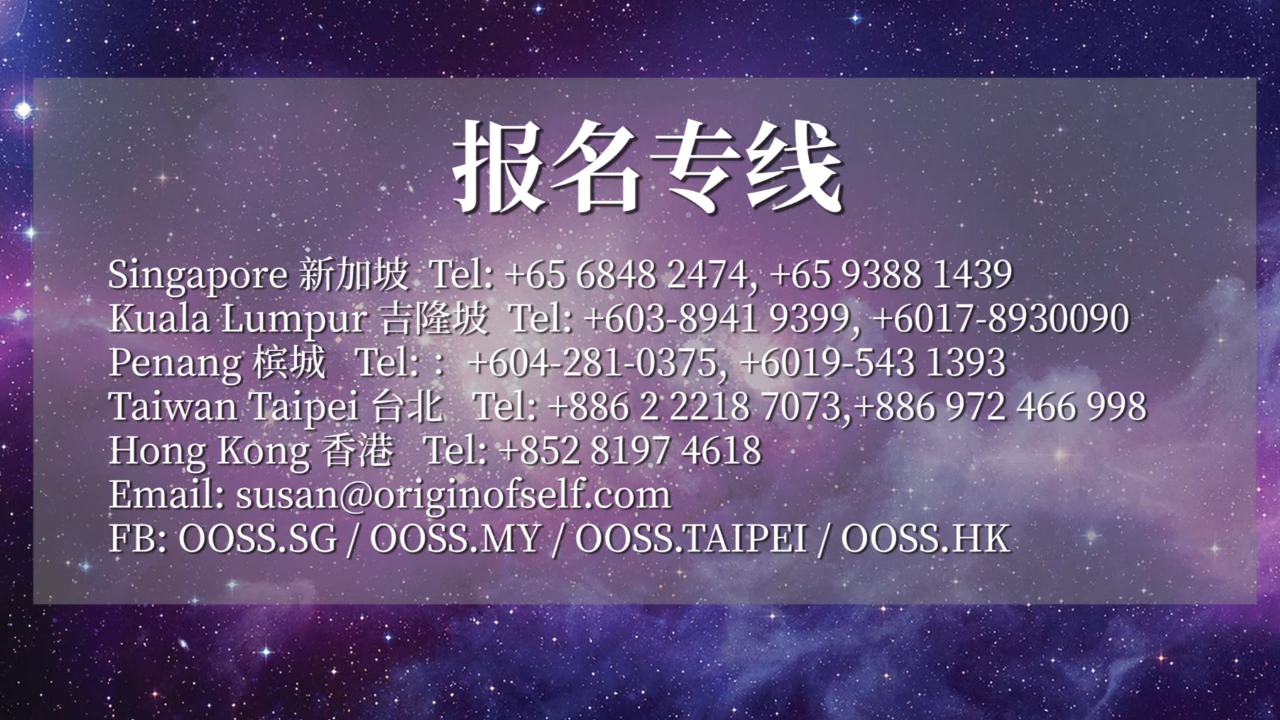 报名专线
Singapore 新加坡 Tel: +65 6848 2474, +65 9388 1439
Kuala Lumpur 吉隆坡 Tel: +603-8941 9399, +6017-8930090
Penang 槟城 Tel: : +604-281-0375, +6019-543 1393
Taiwan Taipei 台北 Tel: +886 2 2218 7073,+886 972 466 998
Hong Kong 香港 Tel: +852 8197 4618
Email: susan@originofself.com
FB: OOSS.SG / OOSS.MY / OOSS.TAIPEI / OOSS.HK